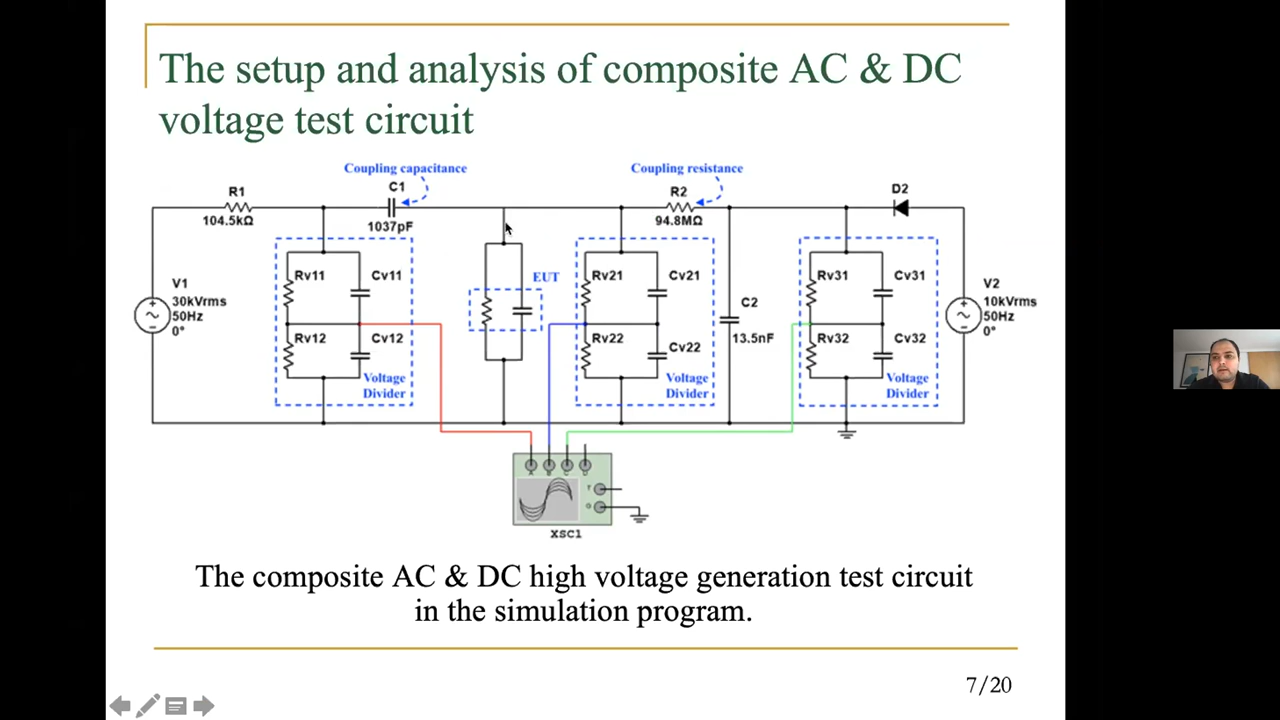 The setup and analysis of composite AC & DC
voltage test circuit
Coupling capacitance
Coupling resistance
R1
104.5kΩ
C1
1037pF
R2
94.8MΩ
D2
V1
30kVrms
50Hz
0°
Rv11
Cv11
Rv12
Cv12
Voltage
Divider
EUT
Rv21
Cv21
Rv22
Cv22
Voltage
Divider
C2
13.5nF
Rv31
Cv31
Rv32
Cv32
Voltage
Divider
V2
10kVrms
50Hz
0°
A
B
C
D
T
G
XSC1
The composite AC & DC high voltage generation test circuit
in the simulation program.
7/20